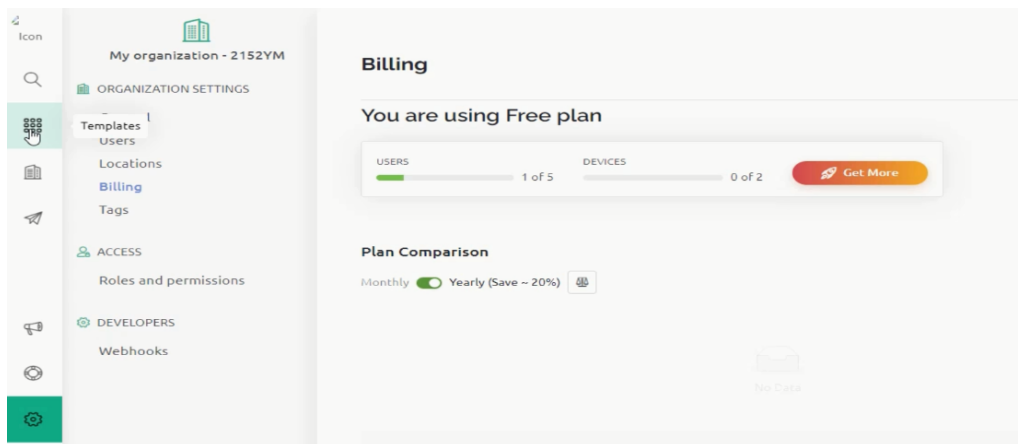 Icon
My organization - 2152YM
ORGANIZATION SETTINGS
Templates
Users
Locations
Billing
Tags
ACCESS
Roles and permissions
DEVELOPERS
Webhooks
Billing
You are using Free plan
USERS
1 of 5
DEVICES
0 of 2
Get More
Plan Comparison
Monthly
Yearly (Save ~ 20%)
No Data